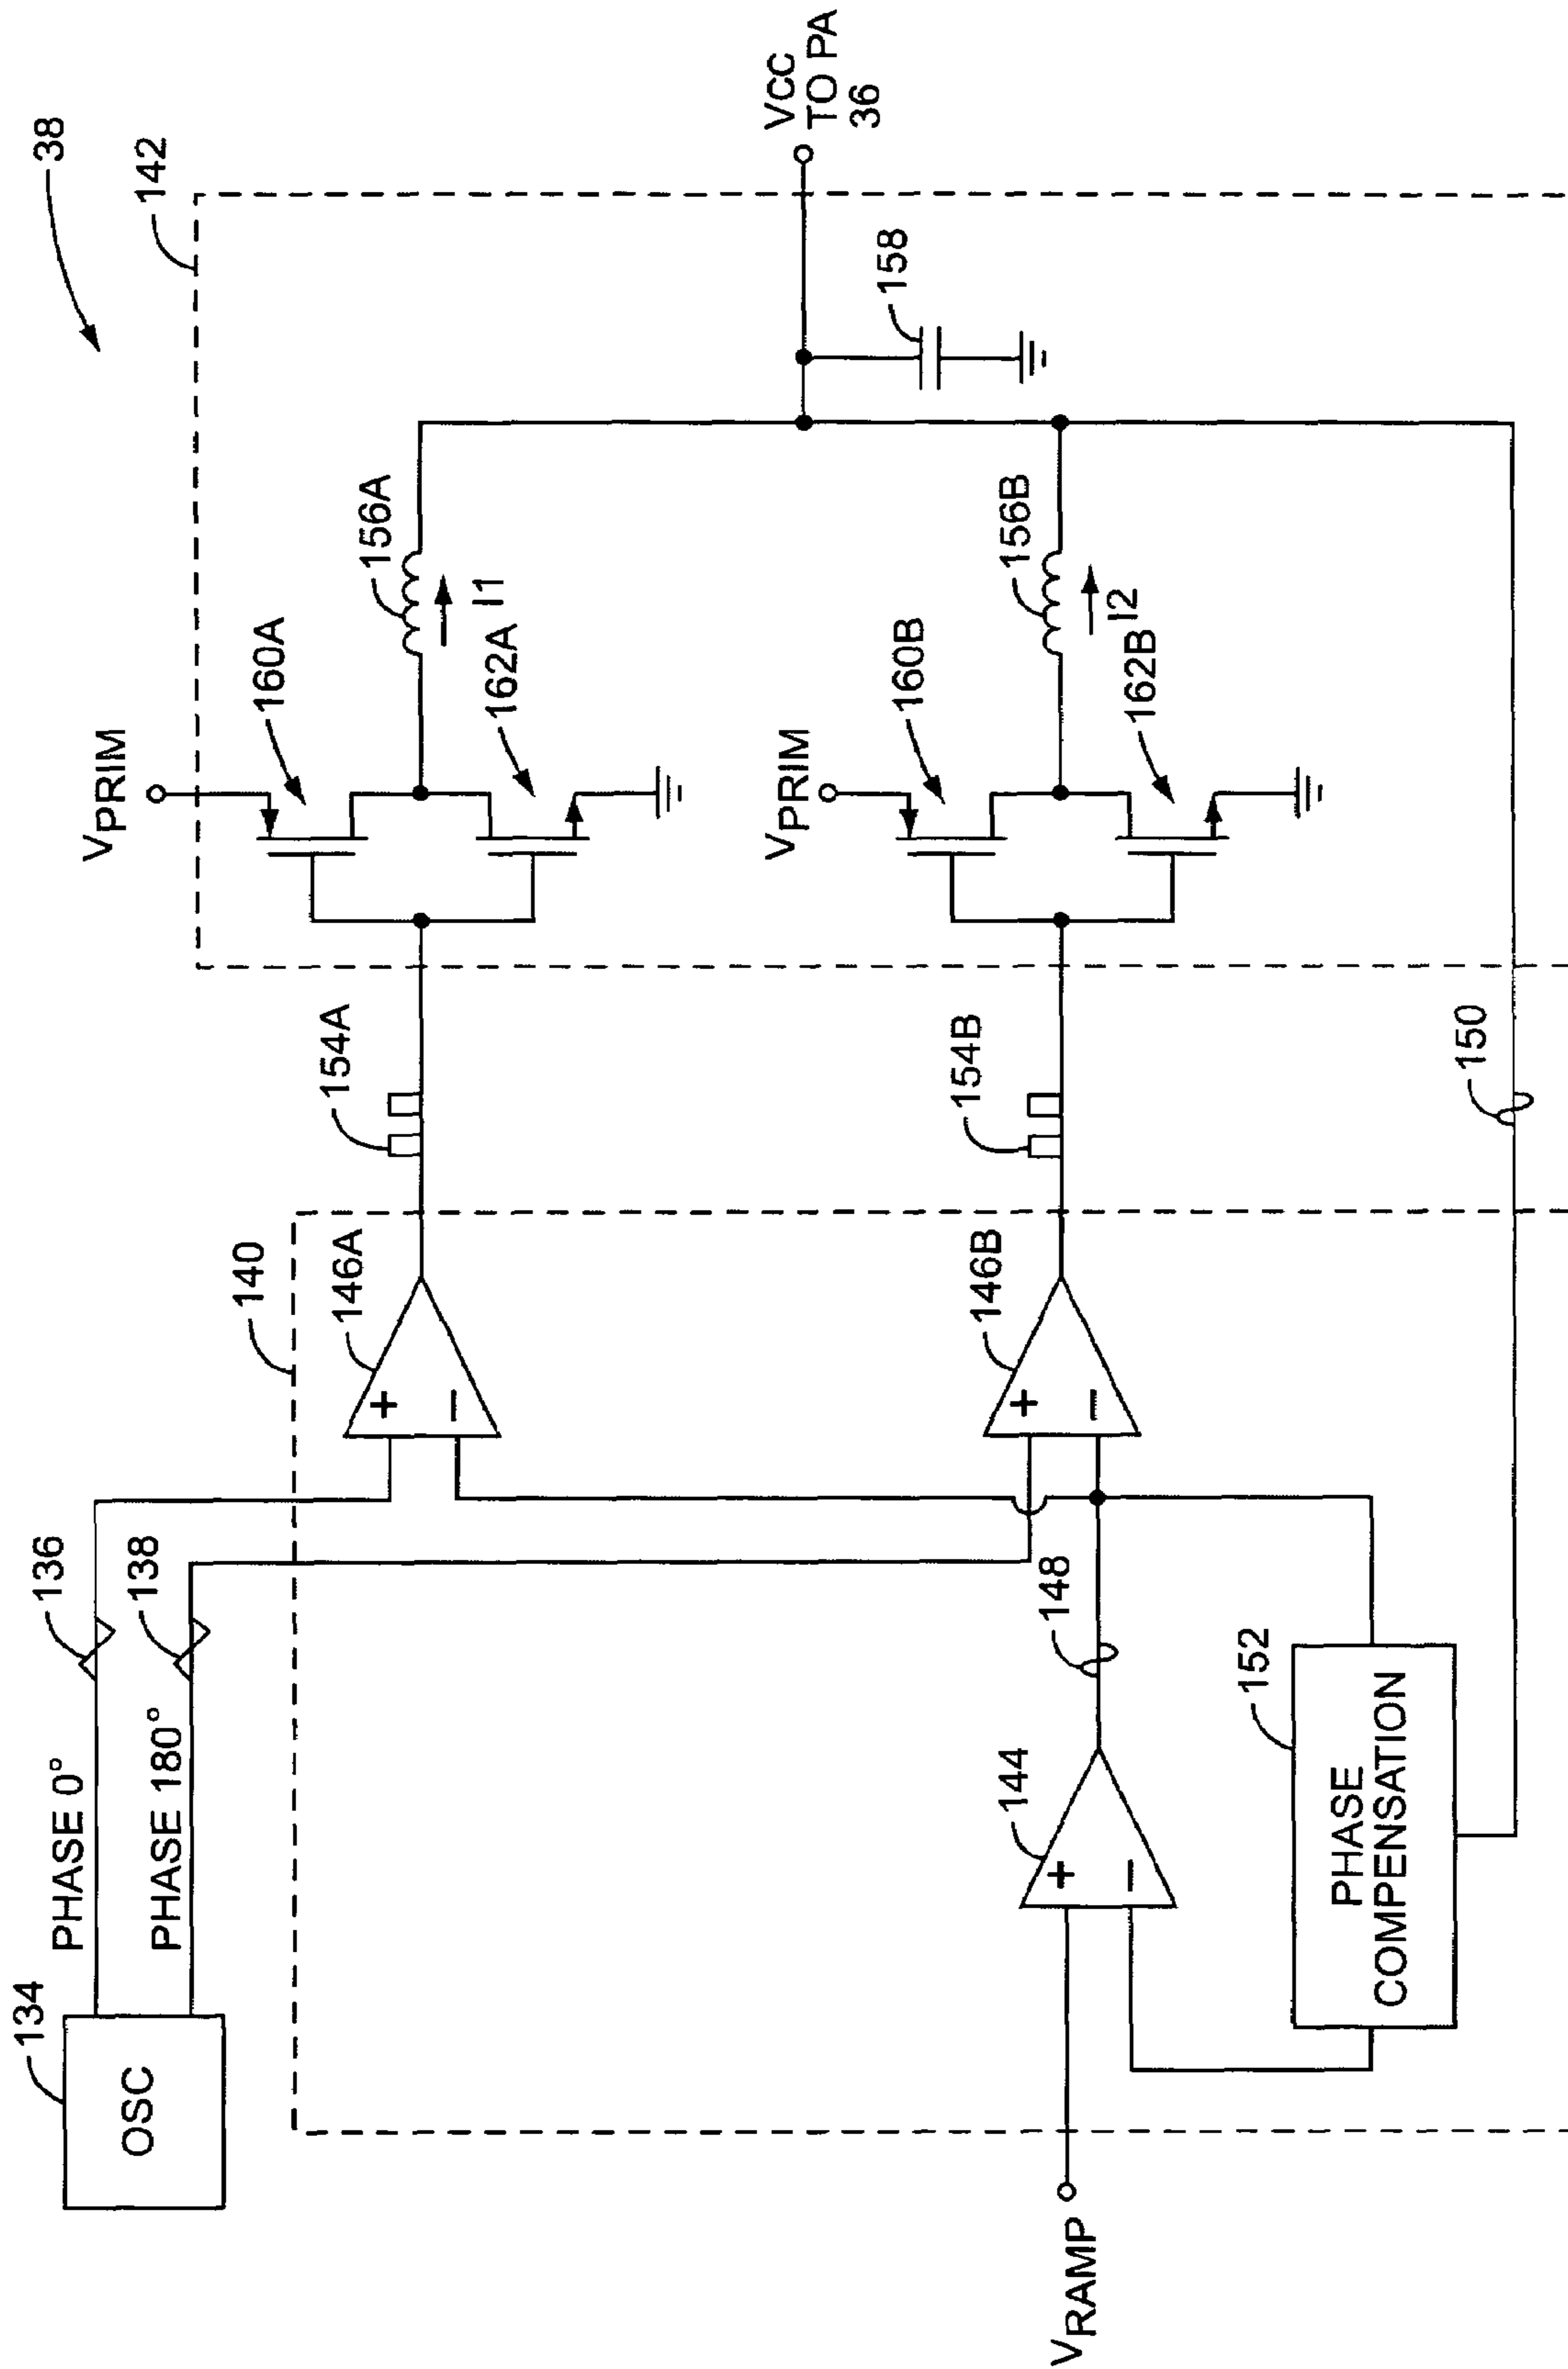 38
142
134
OSC
PHASE 0°
136
PHASE 180°
138
140
146A
+
−
154A
VPRIM
160A
162A
156A
I1
VCC
TO PA
36
158
VRAMP
144
+
−
148
146B
+
−
154B
VPRIM
160B
162B
156B
I2
152
PHASE
COMPENSATION
150